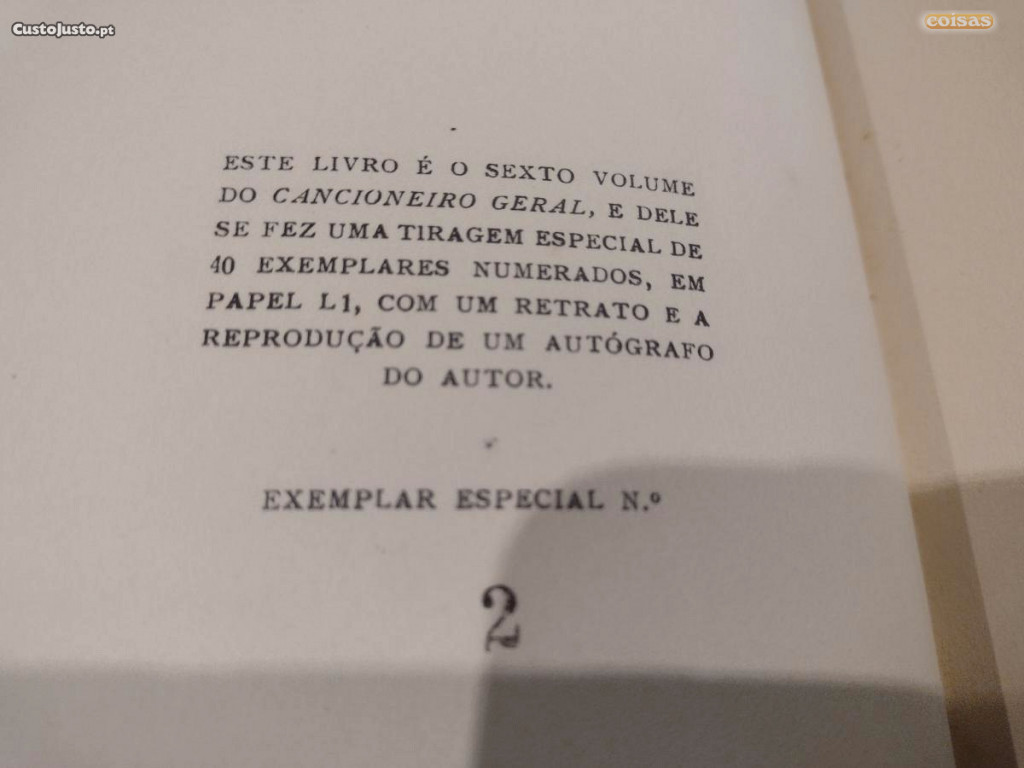 CustoJusto.pt
coisas
ESTE LIVRO É O SEXTO VOLUME
DO CANCIONEIRO GERAL, E DELE
SE FEZ UMA TIRAGEM ESPECIAL DE
40 EXEMPLARES NUMERADOS, EM
PAPEL L1, COM UM RETRATO E A
REPRODUÇÃO DE UM AUTÓGRAFO
DO AUTOR.
EXEMPLAR ESPECIAL N.º
2